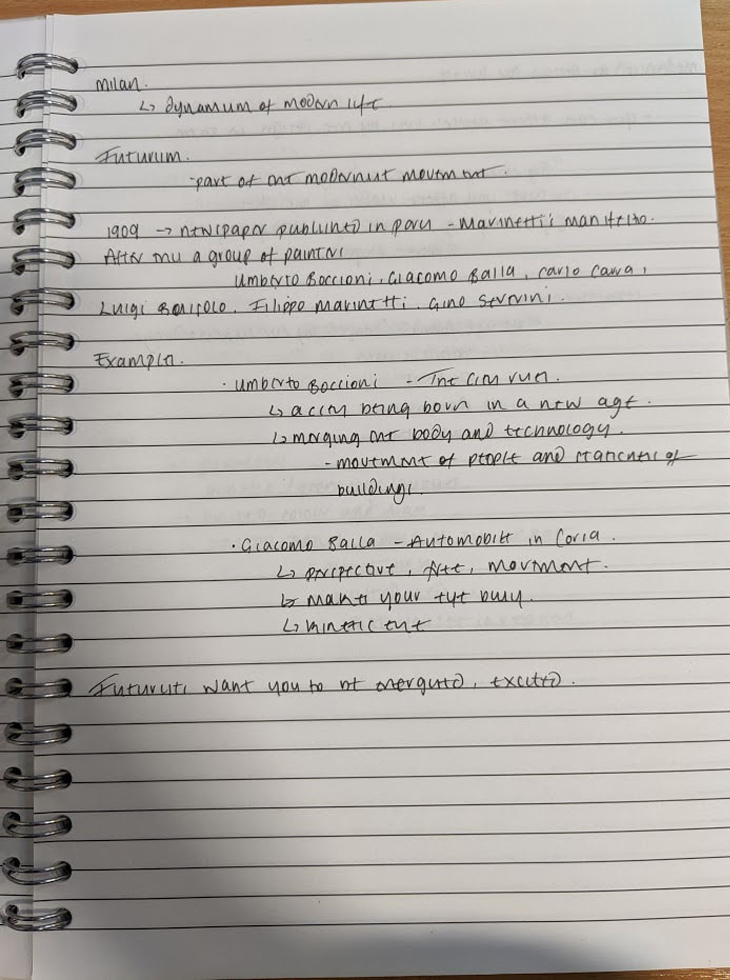 Milan.
↳ dynamism of modern life
Futurism.
- part of the modernist movement.
1909 → newspaper published in paris - Marinetti's manifesto.
After this a group of painters
Umberto Boccioni, Giacomo Balla, Carlo Carra,
Luigi Russolo, Filippo Marinetti, Gino Severini.
Examples.
· Umberto Boccioni - The City rises.
↳ a city being born in a new age.
↳ merging the body and technology.
- movement of people and staticness of
buildings.
· Giacomo Balla - Automobile in Corsa.
↳ perspective, movement.
↳ makes your eye busy.
↳ kinetic eye
Futurists want you to be energised, excited.